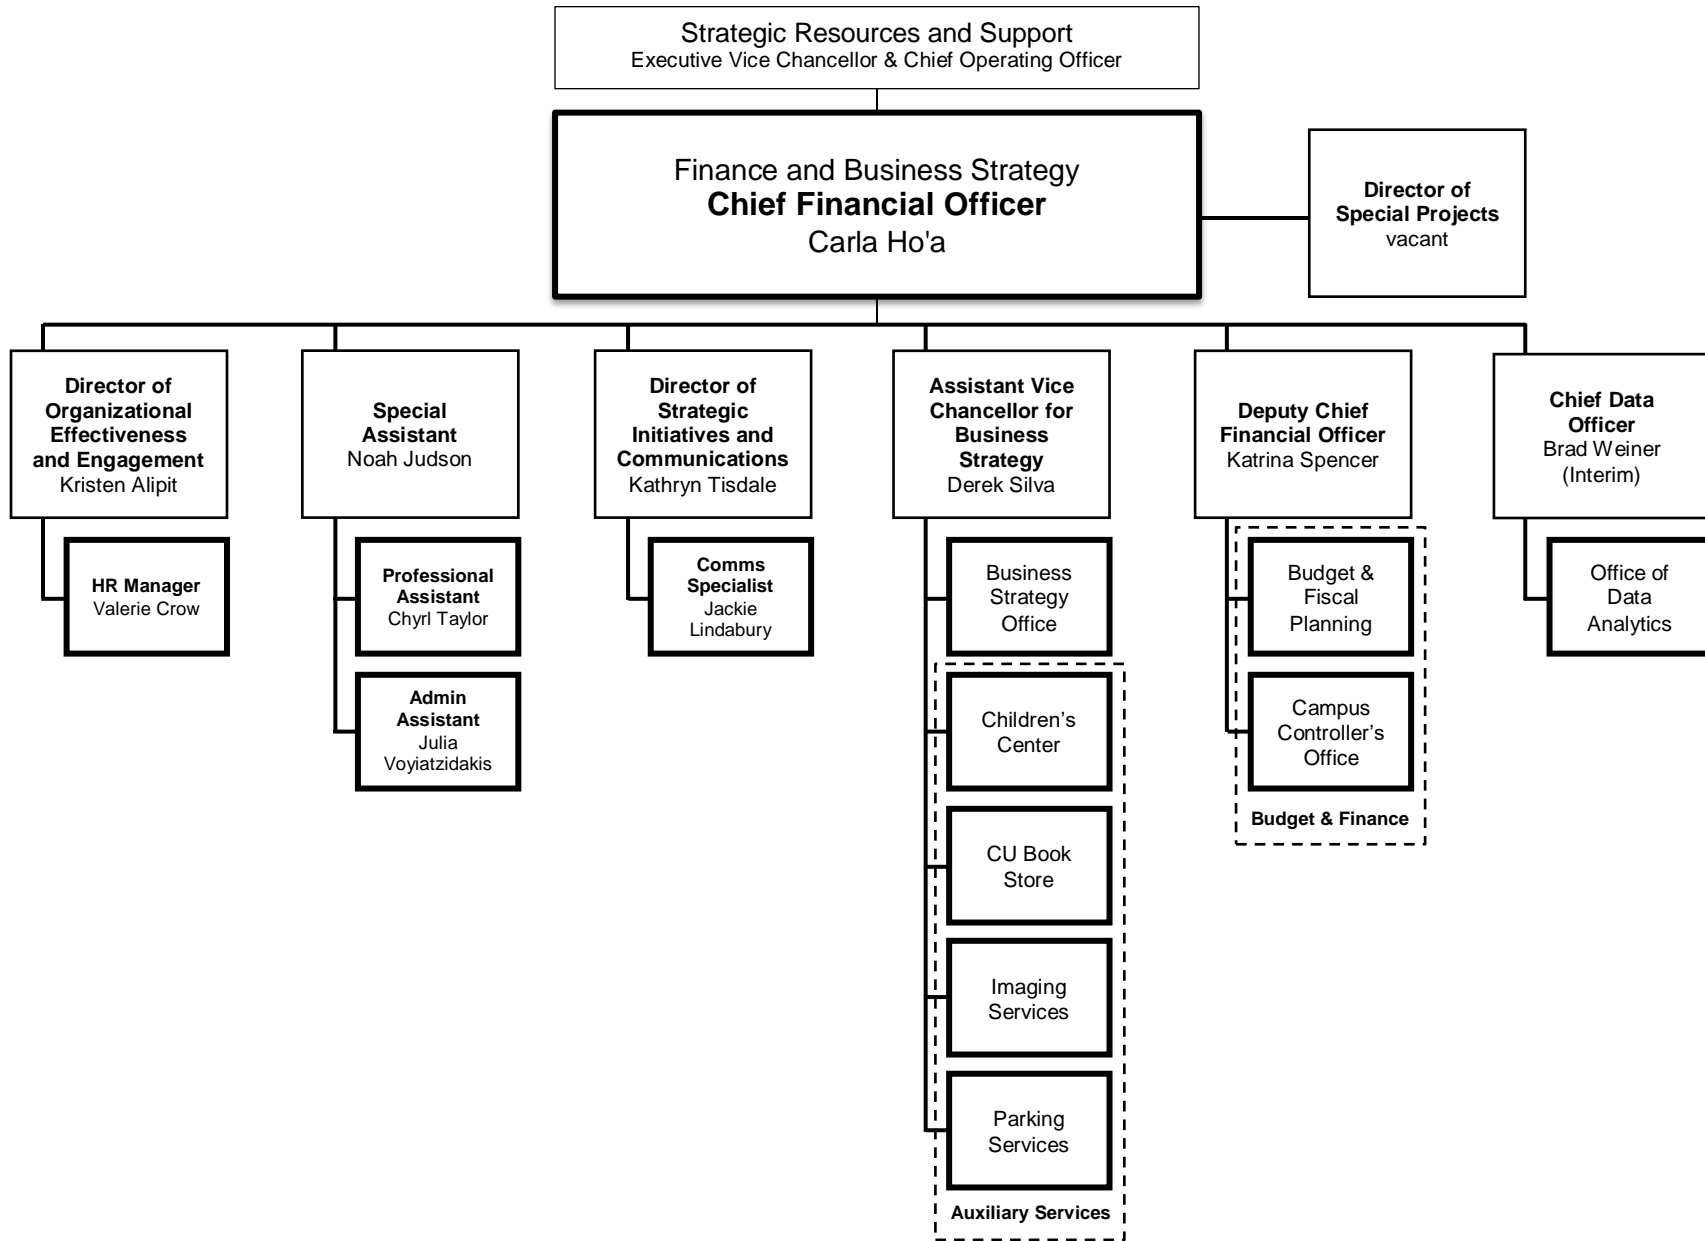 Strategic Resources and Support
Executive Vice Chancellor & Chief Operating Officer
Finance and Business Strategy
Chief Financial Officer
Carla Ho'a
Director of
Special Projects
vacant
Director of
Organizational
Effectiveness
and Engagement
Kristen Alipit
HR Manager
Valerie Crow
Special
Assistant
Noah Judson
Professional
Assistant
Chyrl Taylor
Admin
Assistant
Julia
Voyiatzidakis
Director of
Strategic
Initiatives and
Communications
Kathryn Tisdale
Comms
Specialist
Jackie
Lindabury
Assistant Vice
Chancellor for
Business
Strategy
Derek Silva
Business
Strategy
Office
Children’s
Center
CU Book
Store
Imaging
Services
Parking
Services
Auxiliary Services
Deputy Chief
Financial Officer
Katrina Spencer
Budget &
Fiscal
Planning
Campus
Controller’s
Office
Budget & Finance
Chief Data
Officer
Brad Weiner
(Interim)
Office of
Data
Analytics